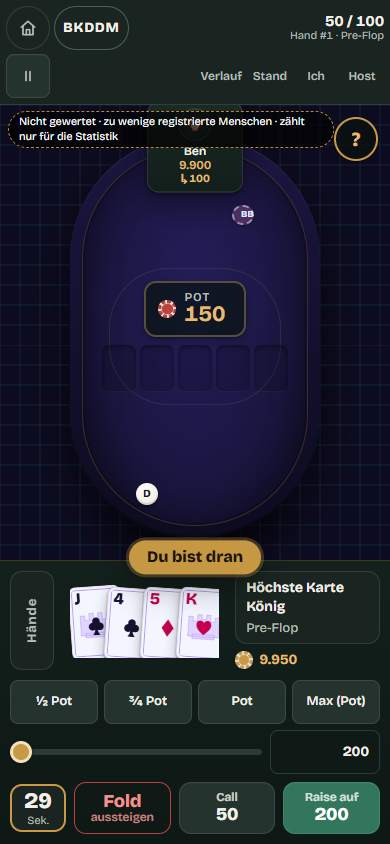 BKDDM
50 / 100
Hand #1 · Pre-Flop
Verlauf Stand Ich Host
Nicht gewertet · zu wenige registrierte Menschen · zählt
nur für die Statistik
?
Ben
9.900
100
BB
POT
150
D
Du bist dran
Hände
J 4 5 K
Höchste Karte
König
Pre-Flop
9.950
½ Pot
¾ Pot
Pot
Max (Pot)
200
29
Sek.
Fold
aussteigen
Call
50
Raise auf
200